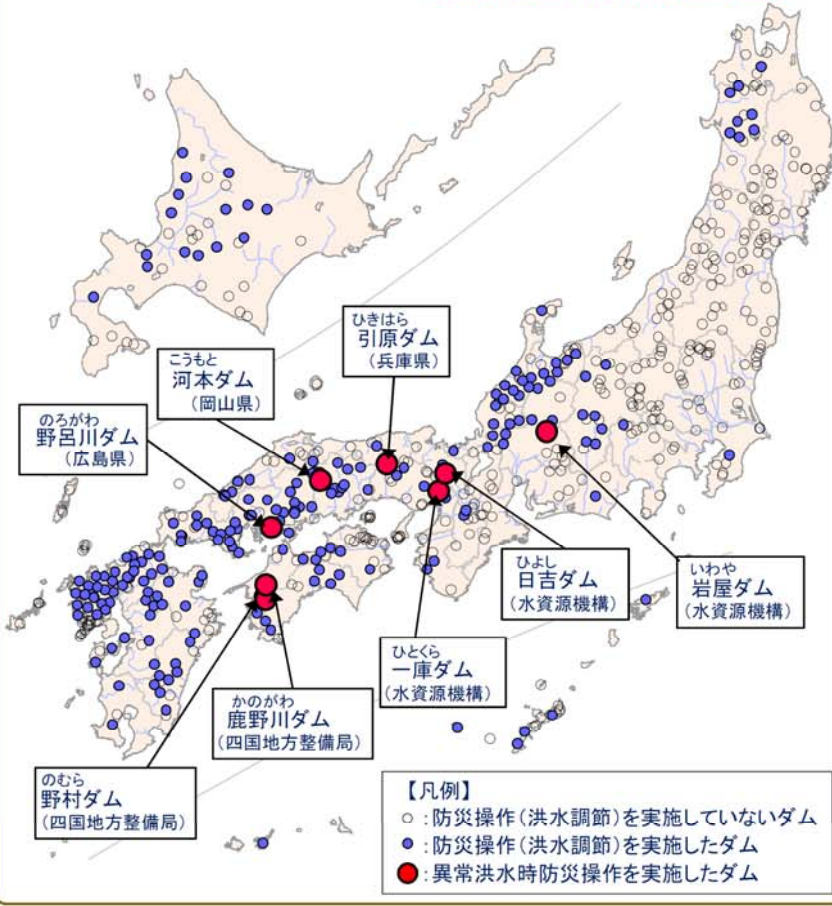 ひきはら
引原ダム
（兵庫県）
こうもと
河本ダム
（岡山県）
のろがわ
野呂川ダム
（広島県）
ひよし
日吉ダム
（水資源機構）
いわや
岩屋ダム
（水資源機構）
ひとくら
一庫ダム
（水資源機構）
かのがわ
鹿野川ダム
（四国地方整備局）
のむら
野村ダム
（四国地方整備局）
【凡例】
○：防災操作（洪水調節）を実施していないダム
●：防災操作（洪水調節）を実施したダム
●：異常洪水時防災操作を実施したダム